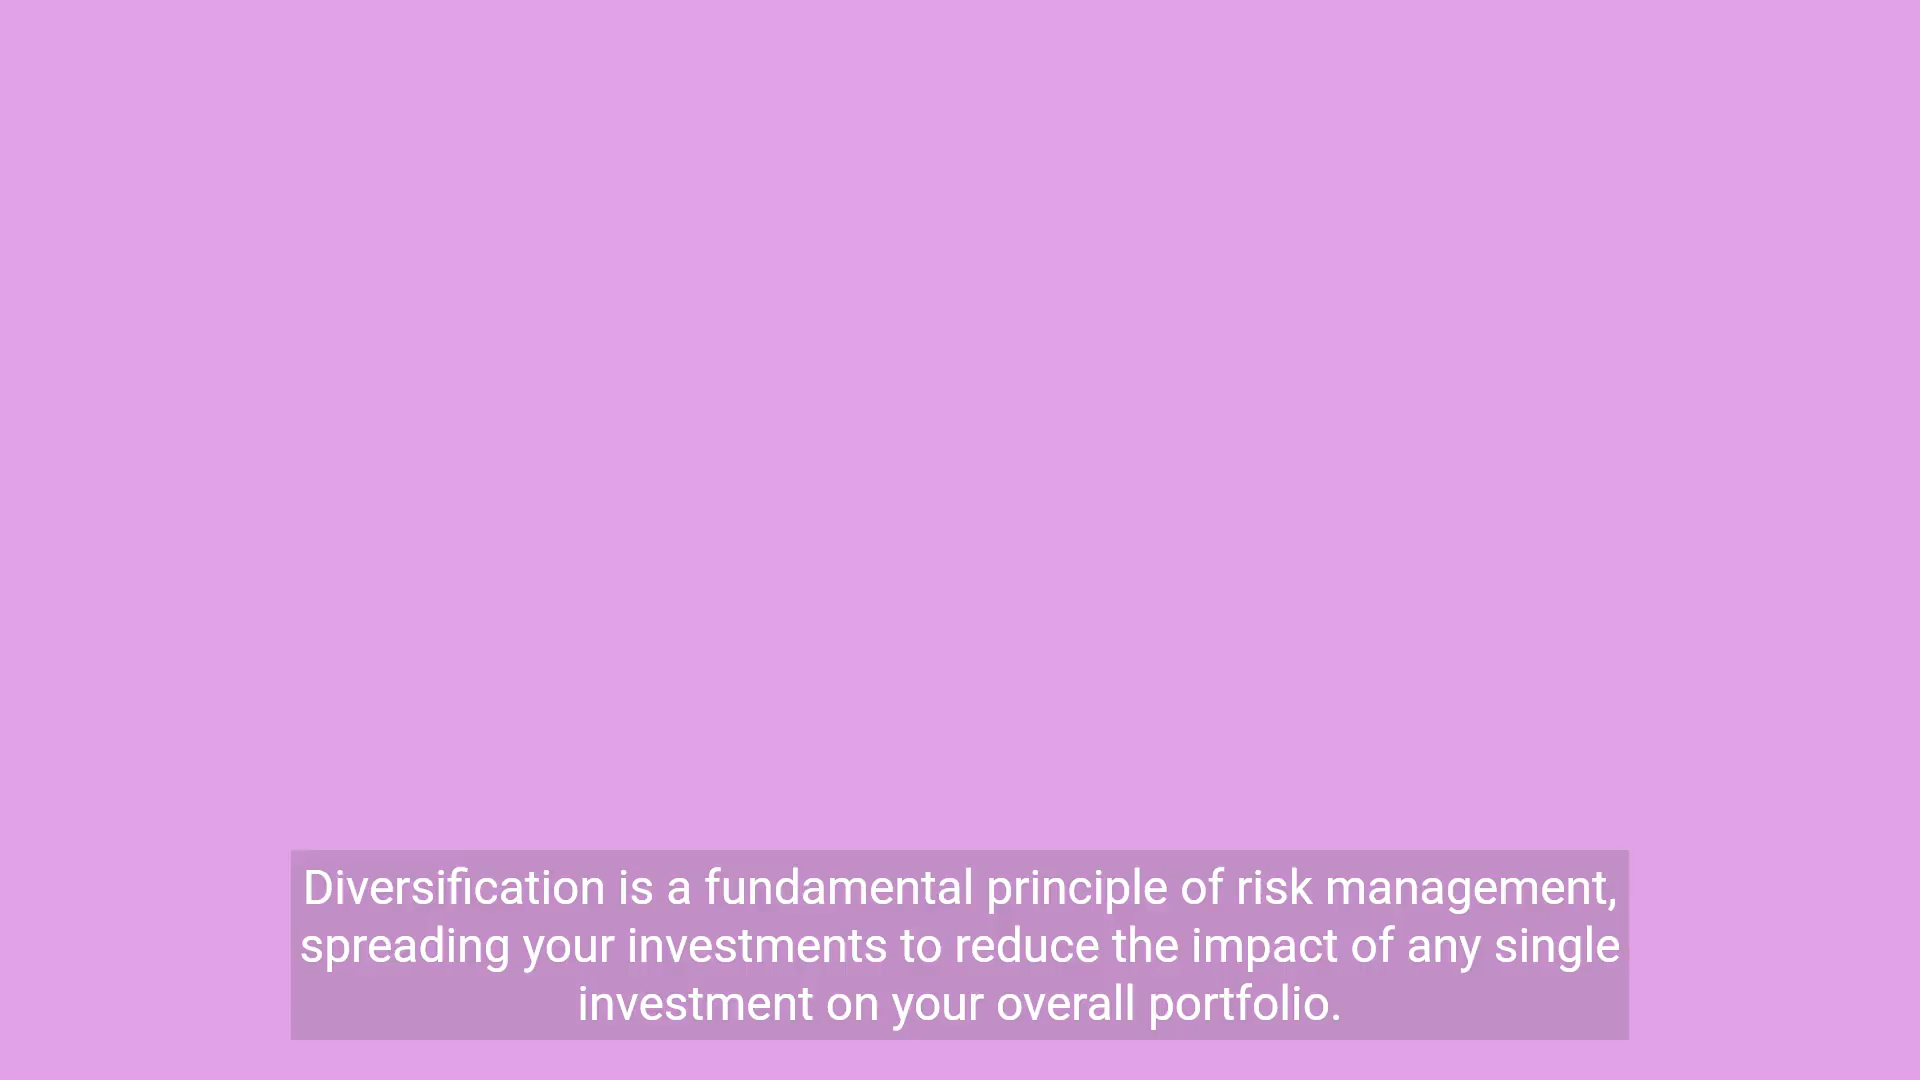 Diversification is a fundamental principle of risk management,
spreading your investments to reduce the impact of any single
investment on your overall portfolio.